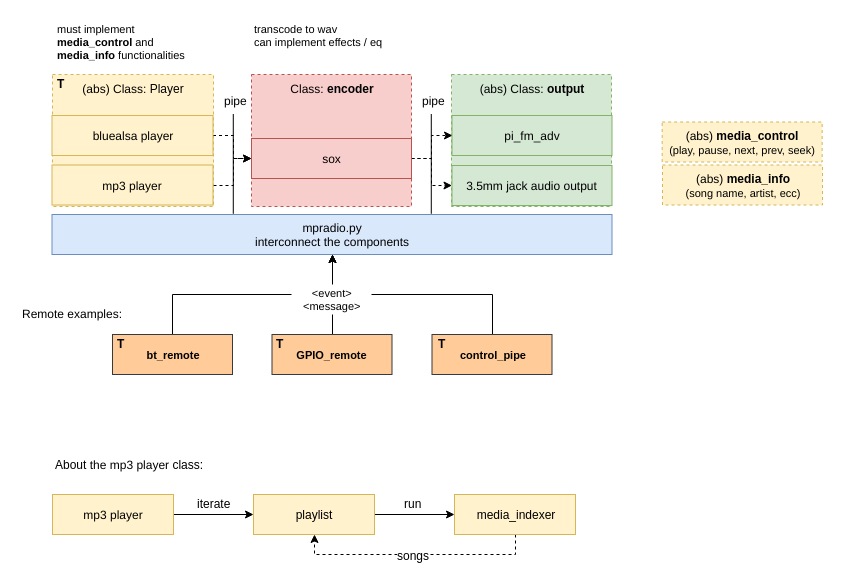 must implement
media_control and
media_info functionalities
transcode to wav
can implement effects / eq
T
(abs) Class: Player
pipe
Class: encoder
pipe
(abs) Class: output
bluealsa player
mp3 player
sox
pi_fm_adv
3.5mm jack audio output
(abs) media_control
(play, pause, next, prev, seek)
(abs) media_info
(song name, artist, ecc)
mpradio.py
interconnect the components
<event>
<message>
Remote examples:
T
bt_remote
T
GPIO_remote
T
control_pipe
About the mp3 player class:
mp3 player
iterate
playlist
run
media_indexer
songs